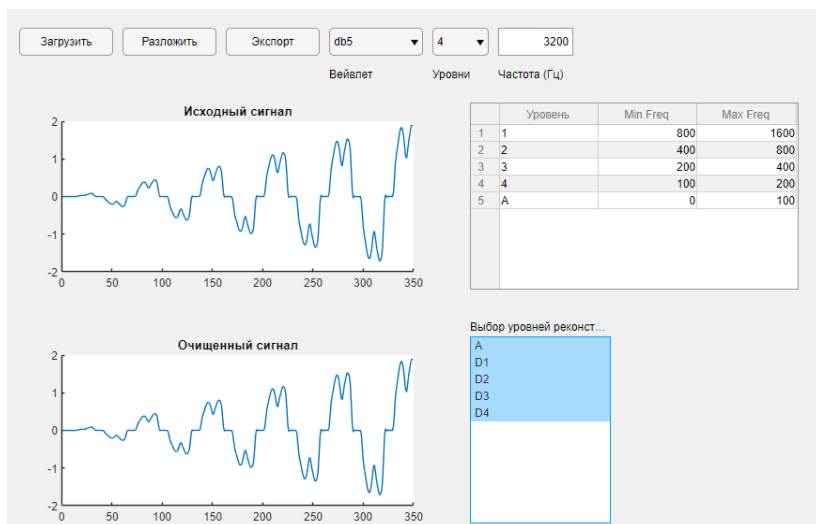 Загрузить Разложить Экспорт db5 4 3200
Вейвлет Уровни Частота (Гц)
Исходный сигнал
2
1
0
-1
-2
0 50 100 150 200 250 300 350
Уровень Min Freq Max Freq
1 1 800 1600
2 2 400 800
3 3 200 400
4 4 100 200
5 A 0 100
Очищенный сигнал
2
1
0
-1
-2
0 50 100 150 200 250 300 350
Выбор уровней реконст...
A
D1
D2
D3
D4